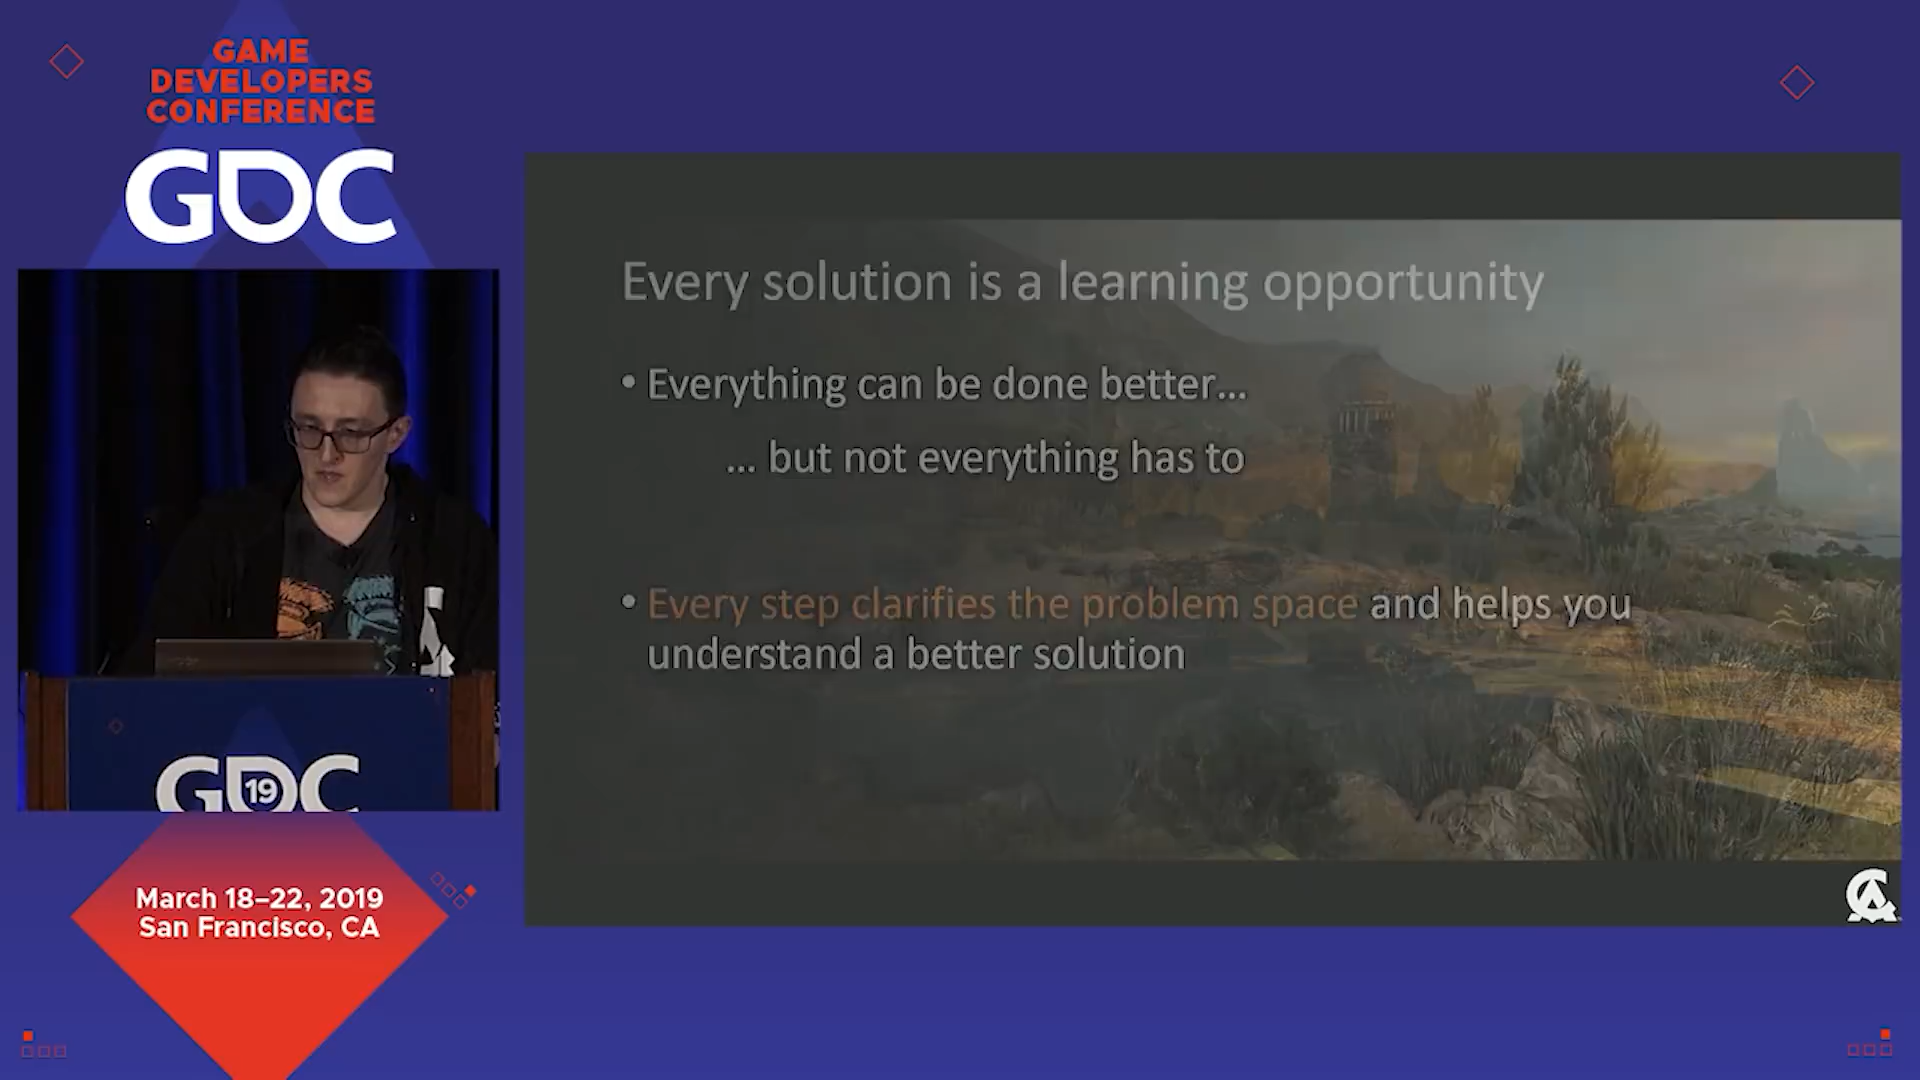 GAME
DEVELOPERS
CONFERENCE
GDC
Every solution is a learning opportunity
• Everything can be done better...
... but not everything has to
• Every step clarifies the problem space and helps you
understand a better solution
GDC
19
March 18–22, 2019
San Francisco, CA